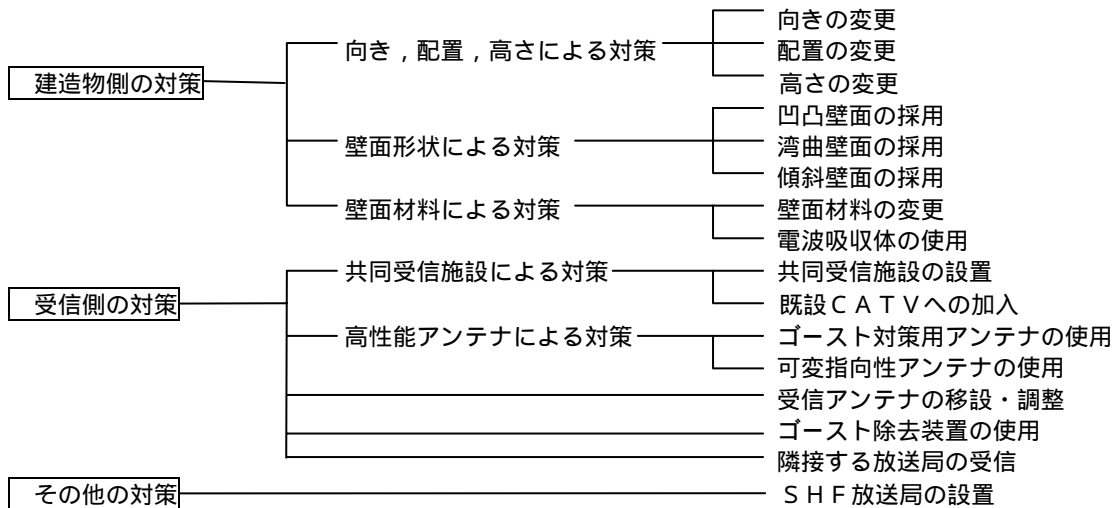 向きの変更
向き，配置，高さによる対策
配置の変更
建造物側の対策
高さの変更
凹凸壁面の採用
壁面形状による対策
湾曲壁面の採用
傾斜壁面の採用
壁面材料による対策
壁面材料の変更
電波吸収体の使用
共同受信施設による対策
共同受信施設の設置
受信側の対策
既設ＣＡＴＶへの加入
高性能アンテナによる対策
ゴースト対策用アンテナの使用
可変指向性アンテナの使用
受信アンテナの移設・調整
ゴースト除去装置の使用
隣接する放送局の受信
その他の対策
ＳＨＦ放送局の設置